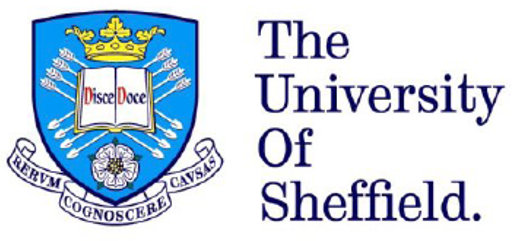 Disce Doce
RERVM
COGNOSCERE
CAVSAS
The
University
Of
Sheffield.